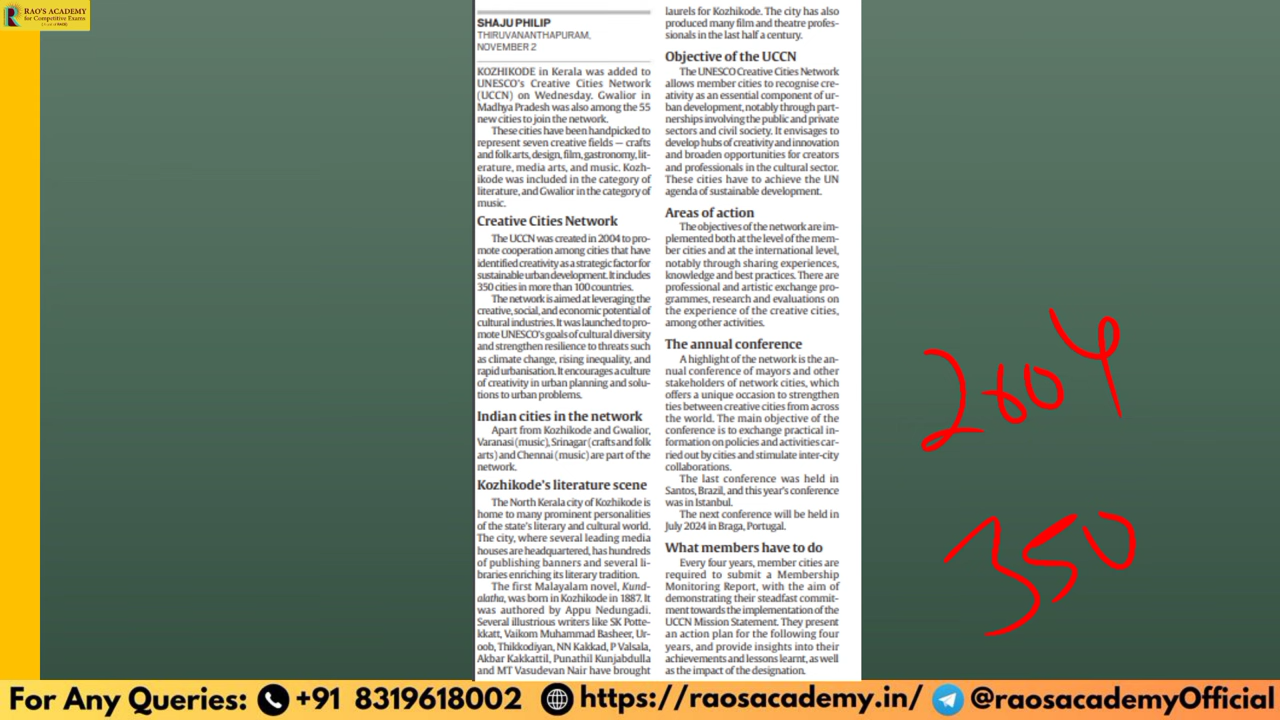 RAO'S ACADEMY
for Competitive Exams
SHAJU PHILIP
THIRUVANANTHAPURAM,
NOVEMBER 2
KOZHIKODE in Kerala was added to
UNESCO's Creative Cities Network
(UCCN) on Wednesday. Gwalior in
Madhya Pradesh was also among the 55
new cities to join the network.
These cities have been handpicked to
represent seven creative fields — crafts
and folk arts, design, film, gastronomy, lit-
erature, media arts, and music. Kozh-
ikode was included in the category of
literature, and Gwalior in the category of
music.
Creative Cities Network
The UCCN was created in 2004 to pro-
mote cooperation among cities that have
identified creativity as a strategic factor for
sustainable urban development. It includes
350 cities in more than 100 countries.
The network is aimed at leveraging the
creative, social, and economic potential of
cultural industries. It was launched to pro-
mote UNESCO's goals of cultural diversity
and strengthen resilience to threats such
as climate change, rising inequality, and
rapid urbanisation. It encourages a culture
of creativity in urban planning and solu-
tions to urban problems.
Indian cities in the network
Apart from Kozhikode and Gwalior,
Varanasi (music), Srinagar (crafts and folk
arts) and Chennai (music) are part of the
network.
Kozhikode's literature scene
The North Kerala city of Kozhikode is
home to many prominent personalities
of the state's literary and cultural world.
The city, where several leading media
houses are headquartered, has hundreds
of publishing banners and several li-
braries enriching its literary tradition.
The first Malayalam novel, Kund-
alatha, was born in Kozhikode in 1887. It
was authored by Appu Nedungadi.
Several illustrious writers like SK Potte-
kkatt, Vaikom Muhammad Basheer, Ur-
oob, Thikkodiyan, NN Kakkad, P Valsala,
Akbar Kakkattil, Punathil Kunjabdulla
and MT Vasudevan Nair have brought
laurels for Kozhikode. The city has also
produced many film and theatre profes-
sionals in the last half a century.
Objective of the UCCN
The UNESCO Creative Cities Network
allows member cities to recognise cre-
ativity as an essential component of ur-
ban development, notably through part-
nerships involving the public and private
sectors and civil society. It envisages to
develop hubs of creativity and innovation
and broaden opportunities for creators
and professionals in the cultural sector.
These cities have to achieve the UN
agenda of sustainable development.
Areas of action
The objectives of the network are im-
plemented both at the level of the mem-
ber cities and at the international level,
notably through sharing experiences,
knowledge and best practices. There are
professional and artistic exchange pro-
grammes, research and evaluations on
the experience of the creative cities,
among other activities.
The annual conference
A highlight of the network is the an-
nual conference of mayors and other
stakeholders of network cities, which
offers a unique occasion to strengthen
ties between creative cities from across
the world. The main objective of the
conference is to exchange practical in-
formation on policies and activities car-
ried out by cities and stimulate inter-city
collaborations.
The last conference was held in
Santos, Brazil, and this year's conference
was in Istanbul.
The next conference will be held in
July 2024 in Braga, Portugal.
What members have to do
Every four years, member cities are
required to submit a Membership
Monitoring Report, with the aim of
demonstrating their steadfast commit-
ment towards the implementation of the
UCCN Mission Statement. They present
an action plan for the following four
years, and provide insights into their
achievements and lessons learnt, as well
as the impact of the designation.
2004
350
For Any Queries: +91 8319618002 https://raosacademy.in/ @raosacademyOfficial